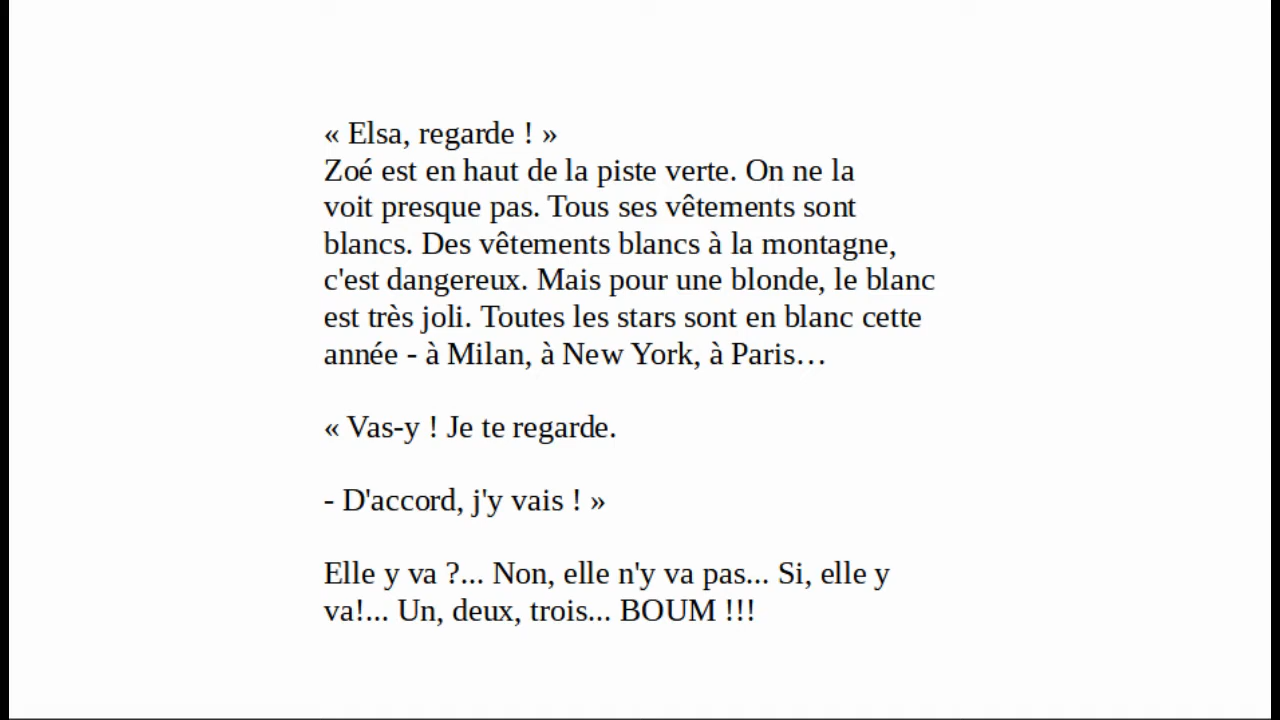 « Elsa, regarde ! »
Zoé est en haut de la piste verte. On ne la
voit presque pas. Tous ses vêtements sont
blancs. Des vêtements blancs à la montagne,
c'est dangereux. Mais pour une blonde, le blanc
est très joli. Toutes les stars sont en blanc cette
année - à Milan, à New York, à Paris…
« Vas-y ! Je te regarde.
- D'accord, j'y vais ! »
Elle y va ?... Non, elle n'y va pas... Si, elle y
va!... Un, deux, trois... BOUM !!!